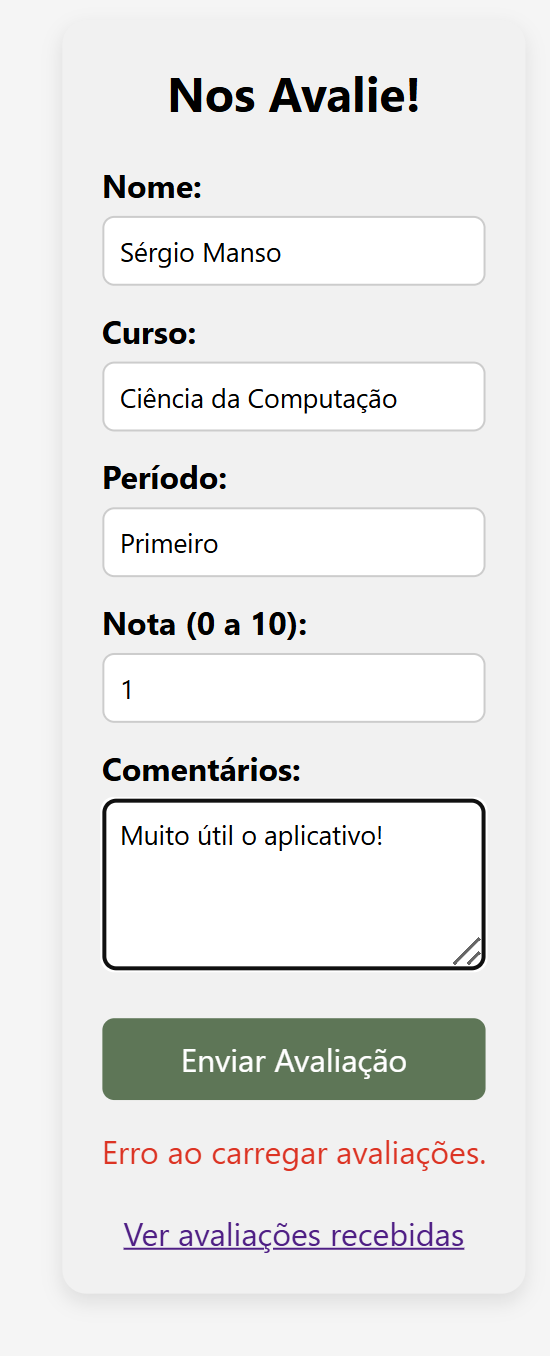 Nos Avalie!
Nome:
Sérgio Manso
Curso:
Ciência da Computação
Período:
Primeiro
Nota (0 a 10):
1
Comentários:
Muito útil o aplicativo!
Enviar Avaliação
Erro ao carregar avaliações.
Ver avaliações recebidas